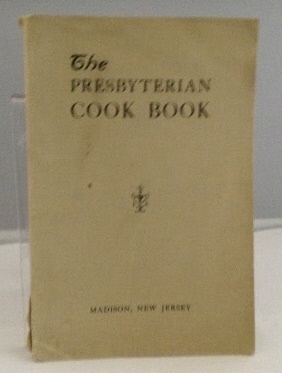 The
PRESBYTERIAN
COOK BOOK
MADISON, NEW JERSEY